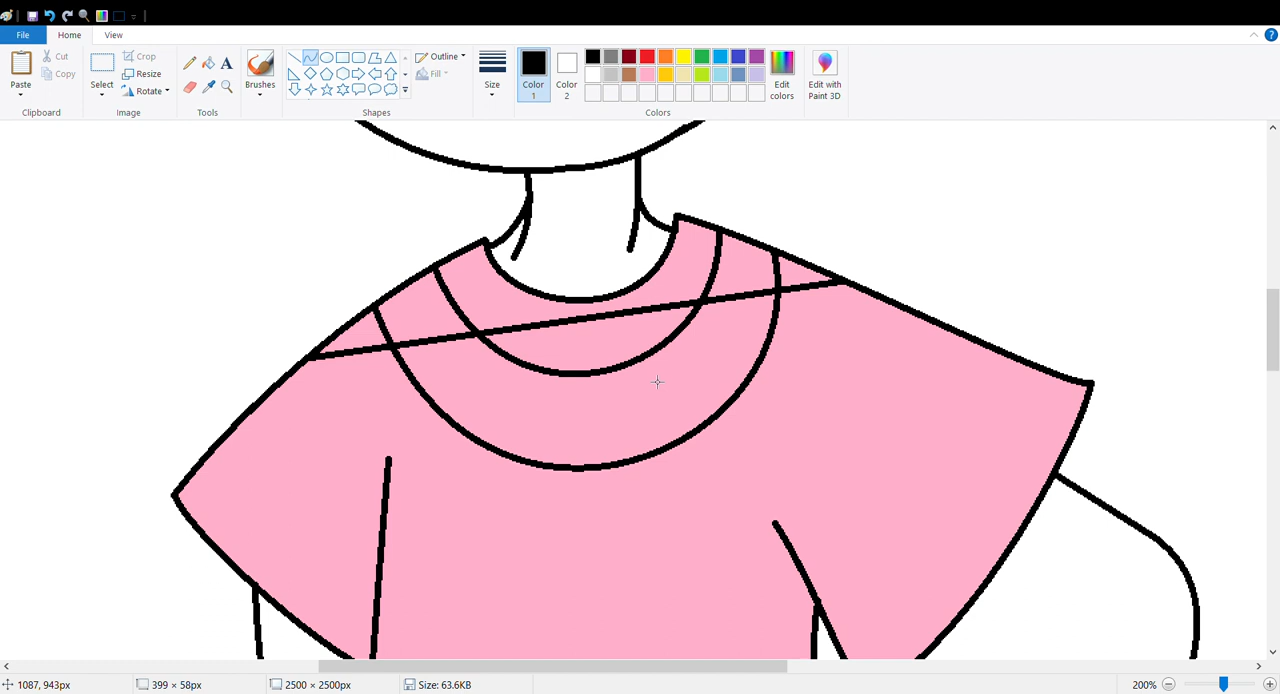 File Home View
Paste Cut Copy Clipboard
Select Crop Resize Rotate Image
A Tools
Brushes
Outline Fill Shapes
Size
Color 1 Color 2 Edit colors Colors
Edit with Paint 3D
1087, 943px 399 × 58px 2500 × 2500px Size: 63.6KB 200%